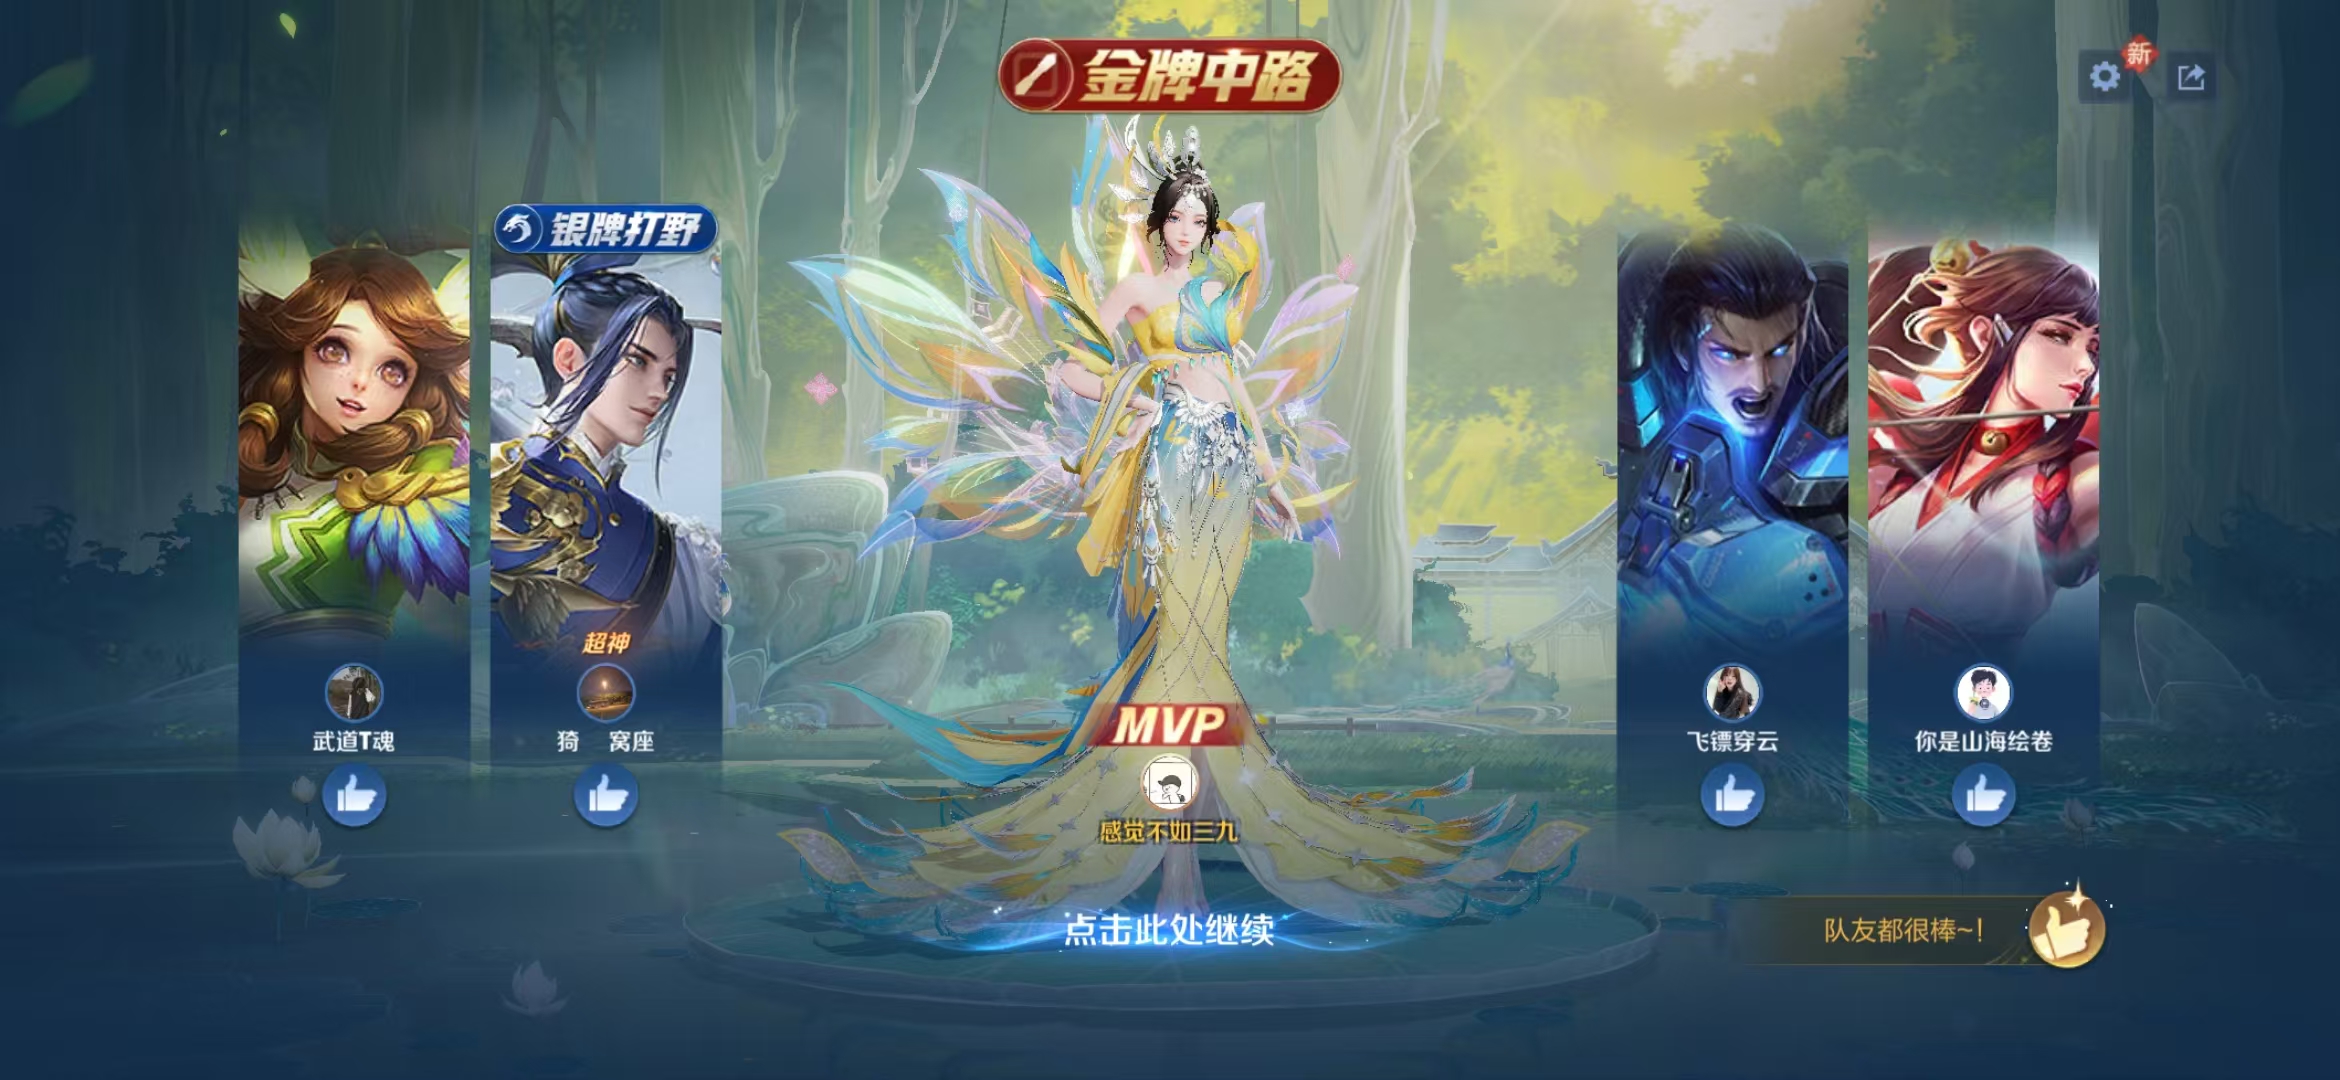 金牌中路
新
银牌打野
超神
武道T魂
猗 窝座
MVP
感觉不如三九
飞镖穿云
你是山海绘卷
点击此处继续
队友都很棒~!